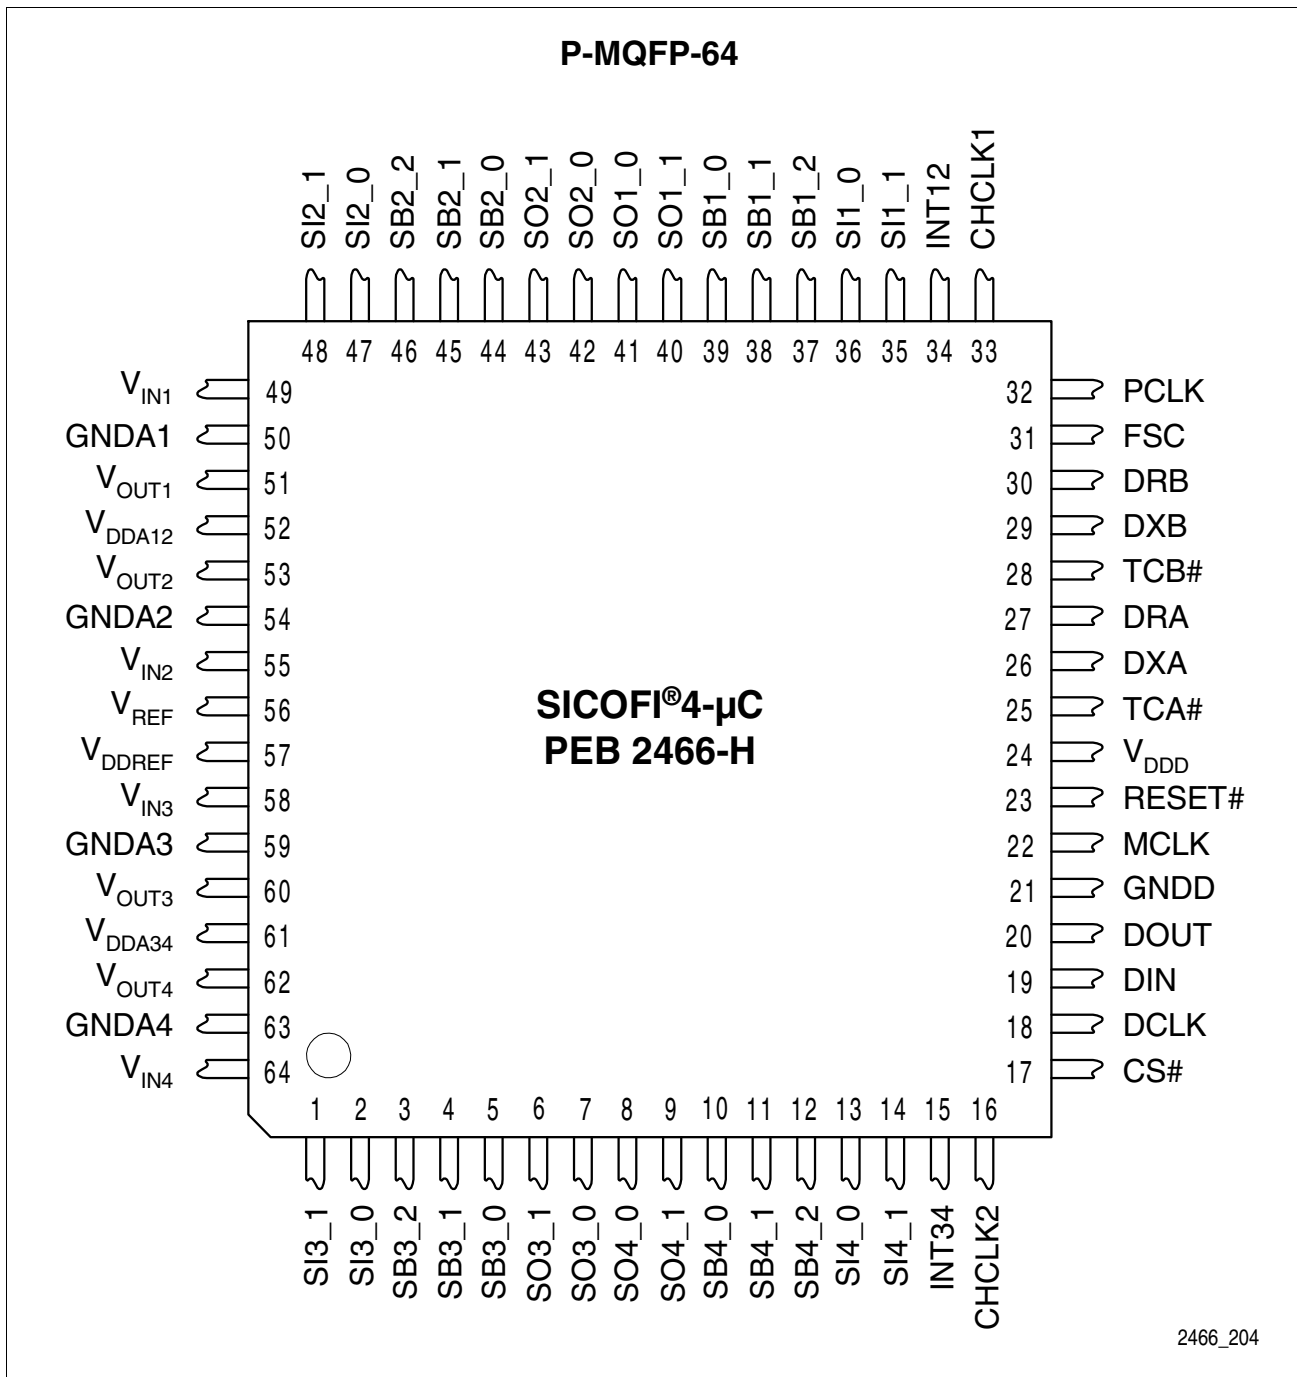 P-MQFP-64
SI2_1 SI2_0 SB2_2 SB2_1 SB2_0 SO2_1 SO2_0 SO1_0 SO1_1 SB1_0 SB1_1 SB1_2 SI1_0 SI1_1 INT12 CHCLK1
48 47 46 45 44 43 42 41 40 39 38 37 36 35 34 33
VIN1 49 32 PCLK
GNDA1 50 31 FSC
VOUT1 51 30 DRB
VDDA12 52 29 DXB
VOUT2 53 28 TCB#
GNDA2 54 27 DRA
VIN2 55 26 DXA
VREF 56 25 TCA#
VDDREF 57 24 VDDD
VIN3 58 23 RESET#
GNDA3 59 22 MCLK
VOUT3 60 21 GNDD
VDDA34 61 20 DOUT
VOUT4 62 19 DIN
GNDA4 63 18 DCLK
VIN4 64 17 CS#
SICOFI®4-µC
PEB 2466-H
1 2 3 4 5 6 7 8 9 10 11 12 13 14 15 16
SI3_1 SI3_0 SB3_2 SB3_1 SB3_0 SO3_1 SO3_0 SO4_0 SO4_1 SB4_0 SB4_1 SB4_2 SI4_0 SI4_1 INT34 CHCLK2
2466_204